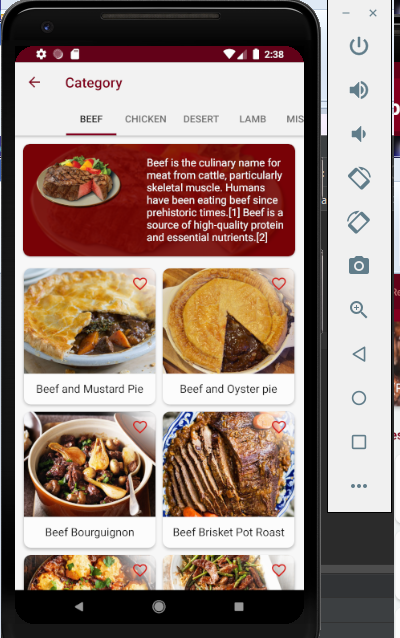 2:38
Category
BEEF CHICKEN DESERT LAMB MIS
Beef is the culinary name for
meat from cattle, particularly
skeletal muscle. Humans
have been eating beef since
prehistoric times.[1] Beef is a
source of high-quality protein
and essential nutrients.[2]
Beef and Mustard Pie Beef and Oyster pie
Beef Bourguignon Beef Brisket Pot Roast